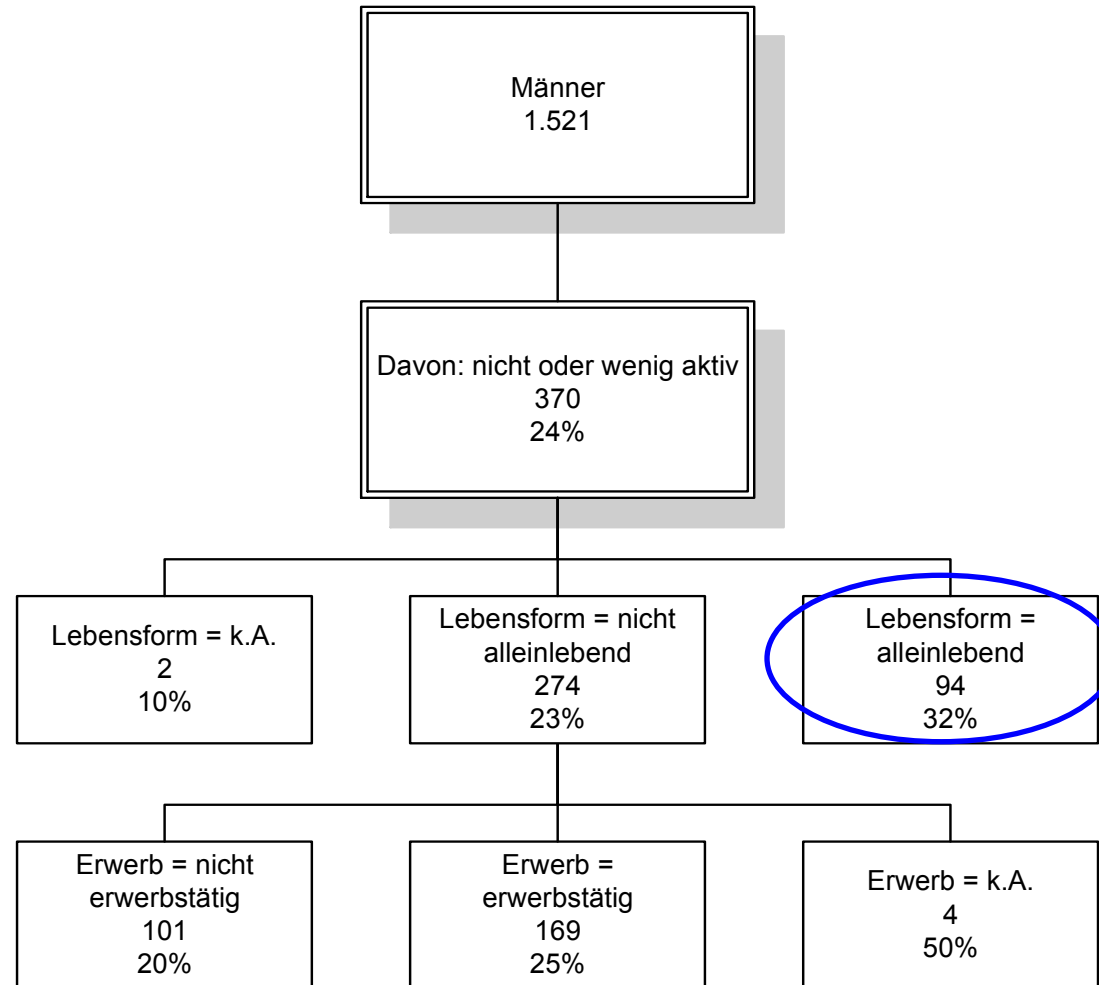 Männer
1.521
Davon: nicht oder wenig aktiv
370
24%
Lebensform = k.A.
2
10%
Lebensform = nicht
alleinlebend
274
23%
Lebensform =
alleinlebend
94
32%
Erwerb = nicht
erwerbstätig
101
20%
Erwerb =
erwerbstätig
169
25%
Erwerb = k.A.
4
50%